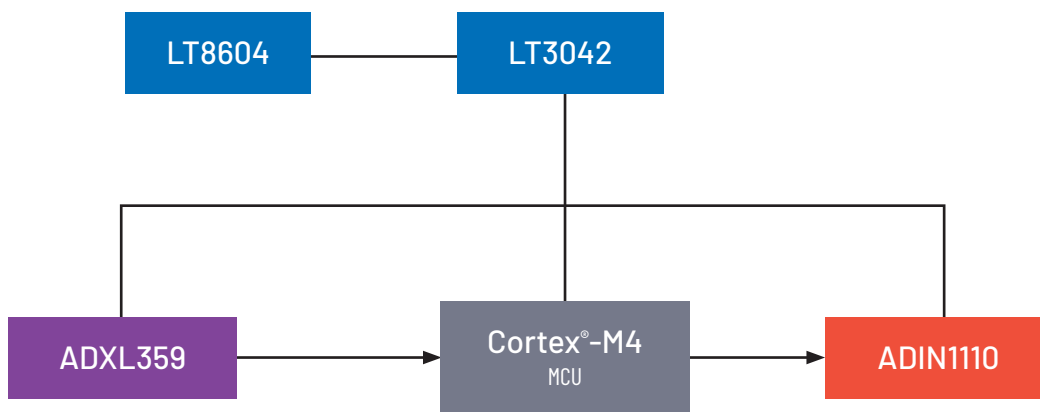 LT8604
LT3042
ADXL359
Cortex®-M4
MCU
ADIN1110